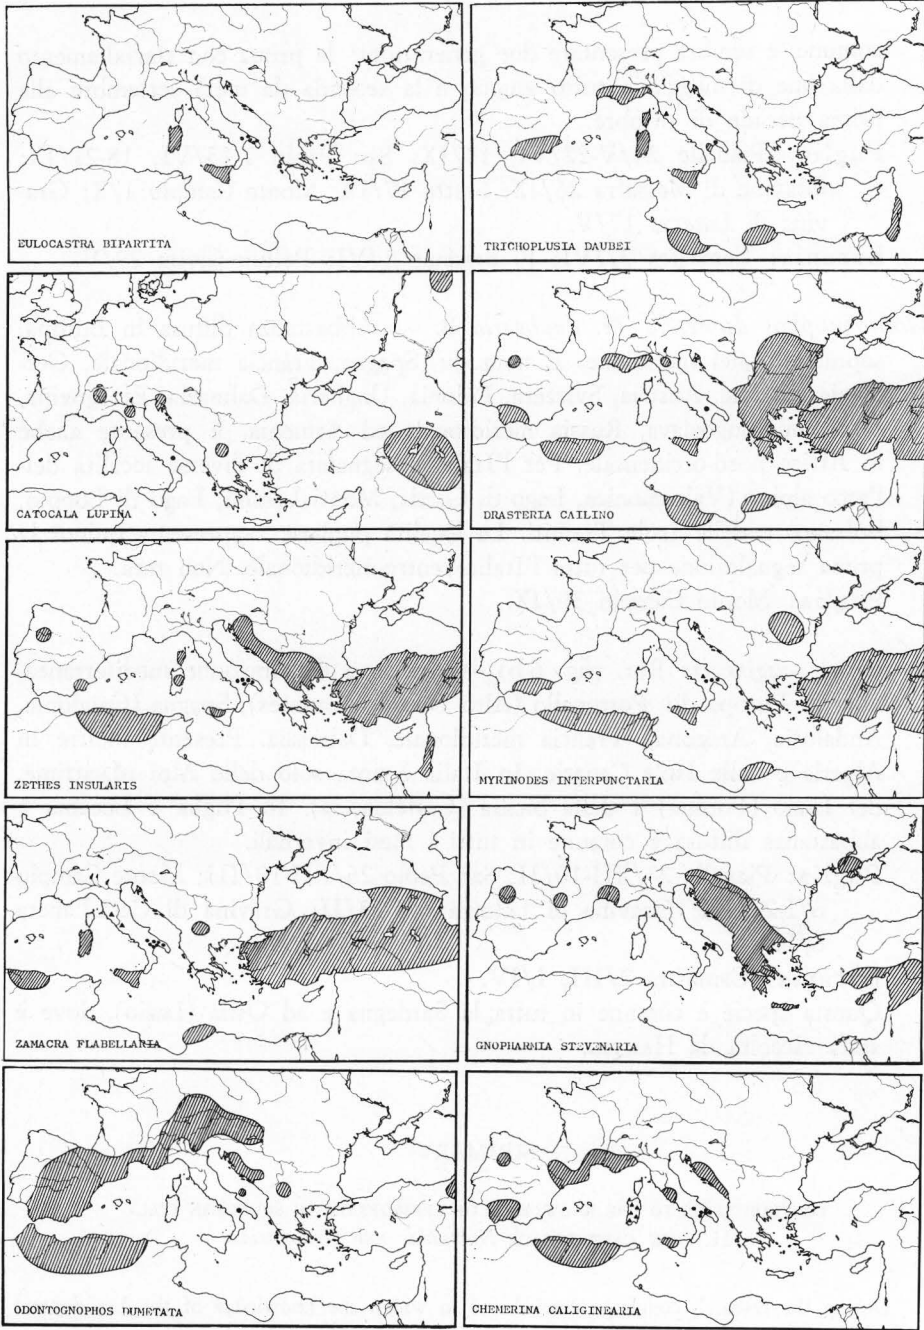 EULOCASTRA BIPARTITA
TRICHOPLUSIA DAUBEI
CATOCALA LUPINA
DRASTERIA CAILINO
ZETHES INSULARIS
MYRINODES INTERPUNCTARIA
ZAMACRA FLABELLARIA
GNOPHARMIA STEVENARIA
ODONTOGNOPHOS DUMETATA
CHEMERINA CALIGINEARIA